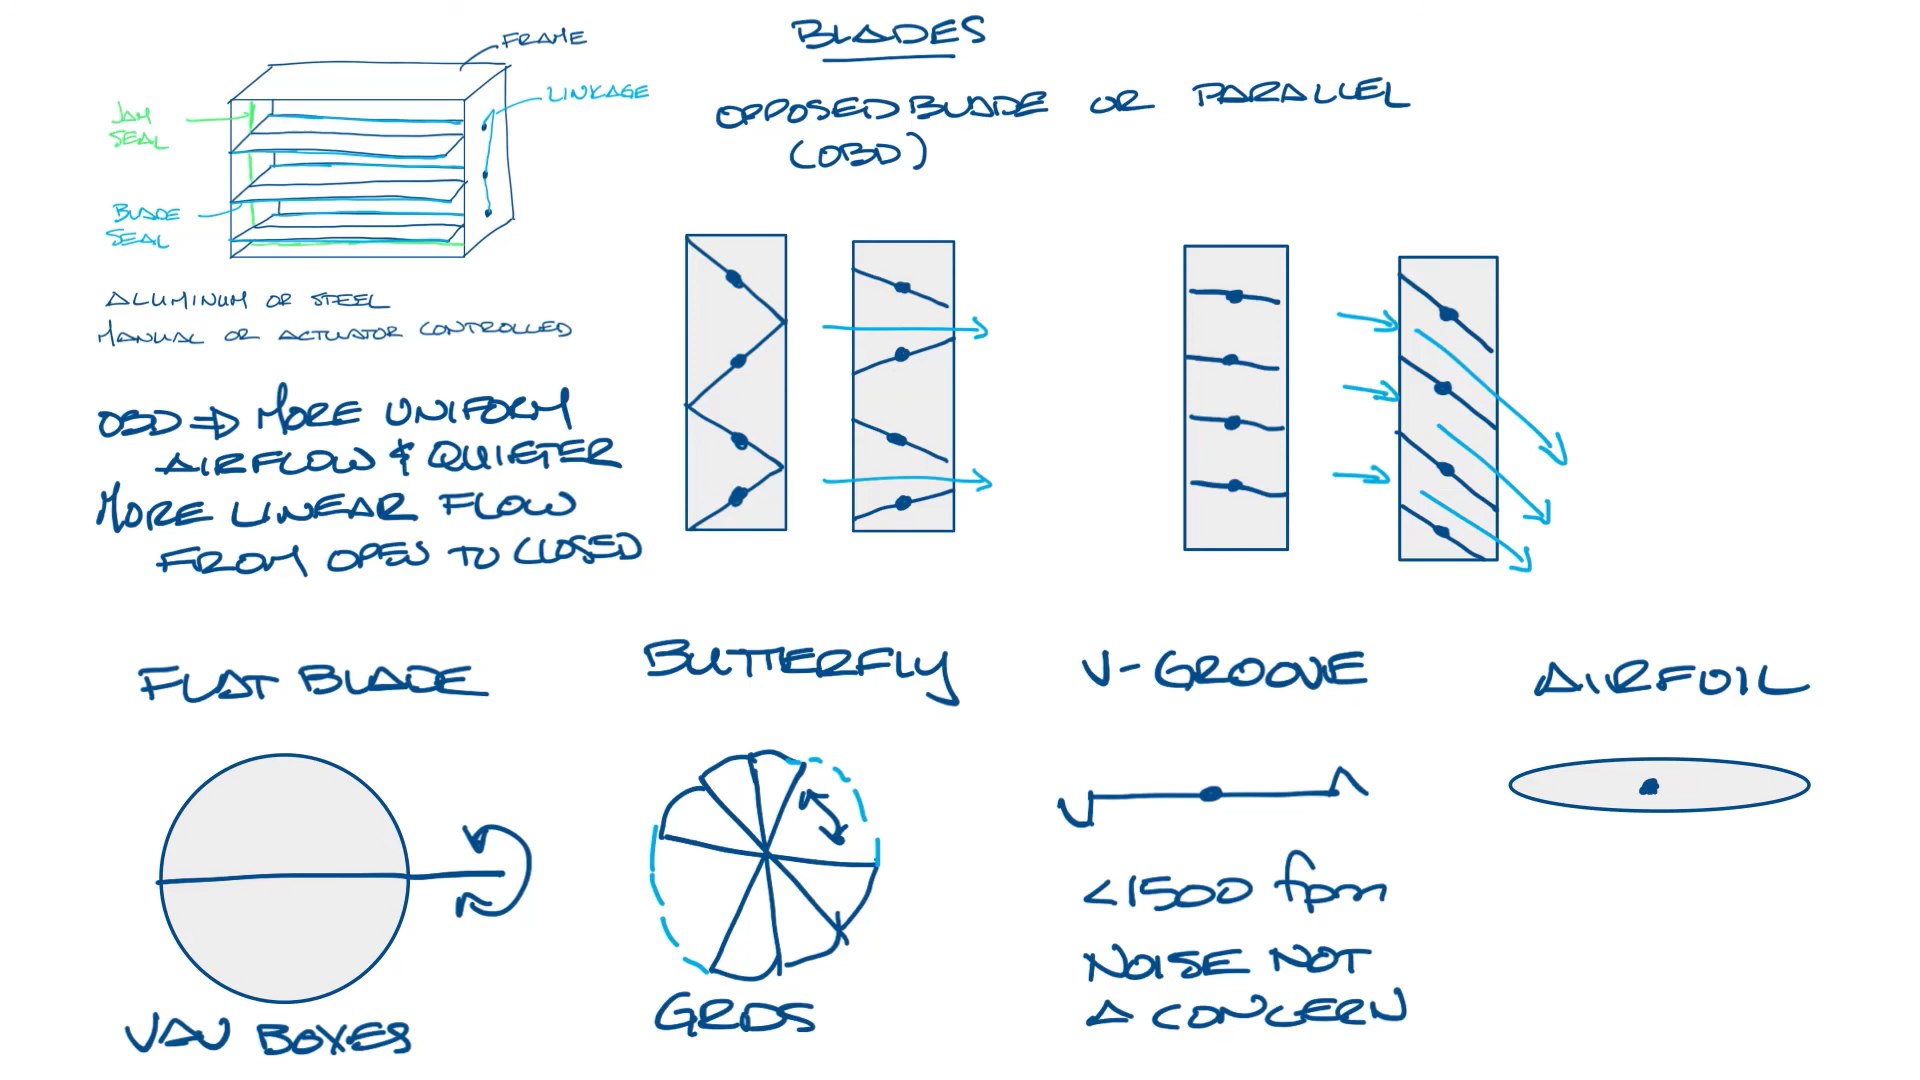 BLADES
FRAME
LINKAGE
JAM
SEAL
BLADE
SEAL
OPPOSED BLADE OR PARALLEL
(OBD)
ALUMINUM OR STEEL
MANUAL OR ACTUATOR CONTROLLED
OBD ⇒ MORE UNIFORM
AIRFLOW & QUIETER
MORE LINEAR FLOW
FROM OPEN TO CLOSED
FLAT BLADE
VAV BOXES
BUTTERFLY
GRDS
V-GROOVE
<1500 fpm
NOISE NOT
A CONCERN
AIRFOIL